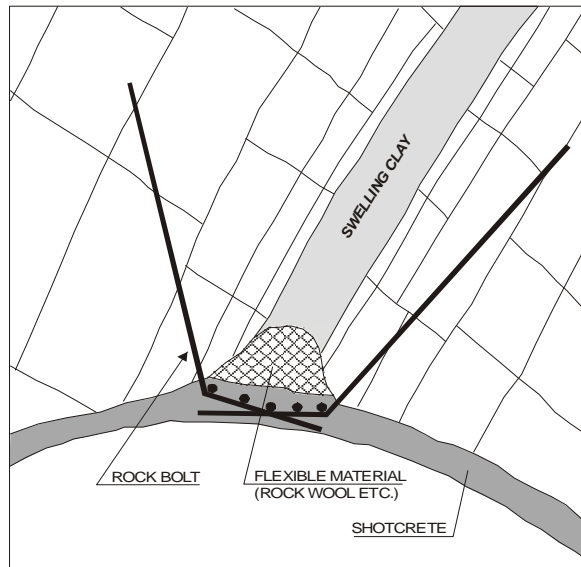 SWELLING CLAY
ROCK BOLT
FLEXIBLE MATERIAL
(ROCK WOOL ETC.)
SHOTCRETE